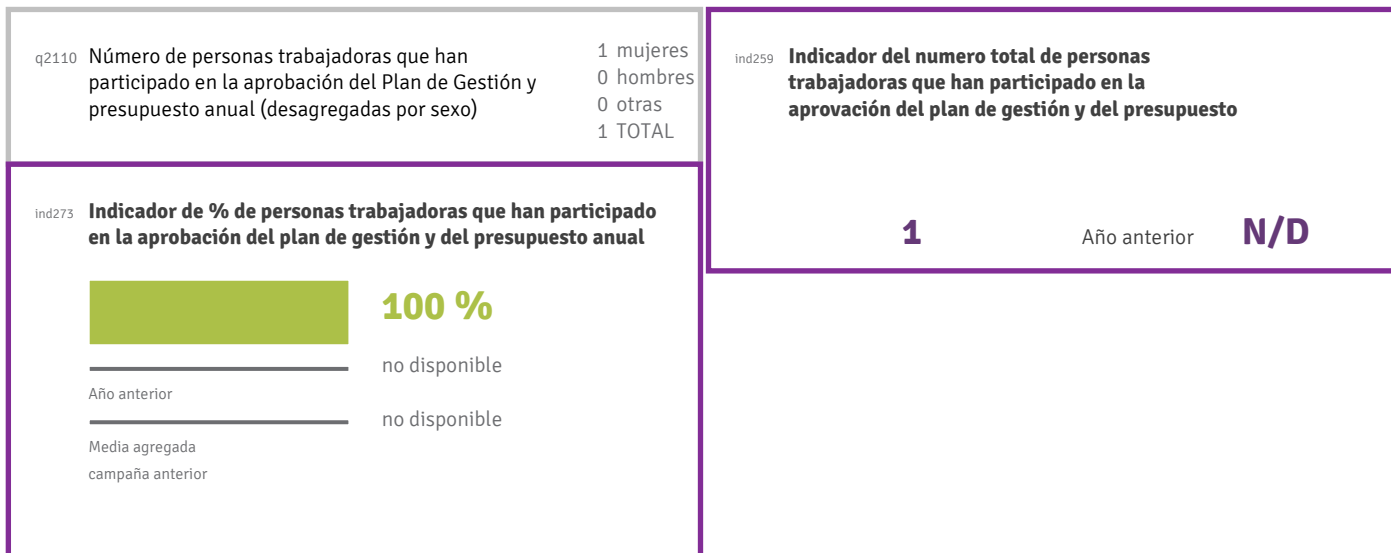 q2110 Número de personas trabajadoras que han
participado en la aprobación del Plan de Gestión y
presupuesto anual (desagregadas por sexo)
1 mujeres
0 hombres
0 otras
1 TOTAL
ind273 Indicador de % de personas trabajadoras que han participado
en la aprobación del plan de gestión y del presupuesto anual
100 %
no disponible
Año anterior
no disponible
Media agregada
campaña anterior
ind259 Indicador del numero total de personas
trabajadoras que han participado en la
aprovación del plan de gestión y del presupuesto
1 Año anterior N/D